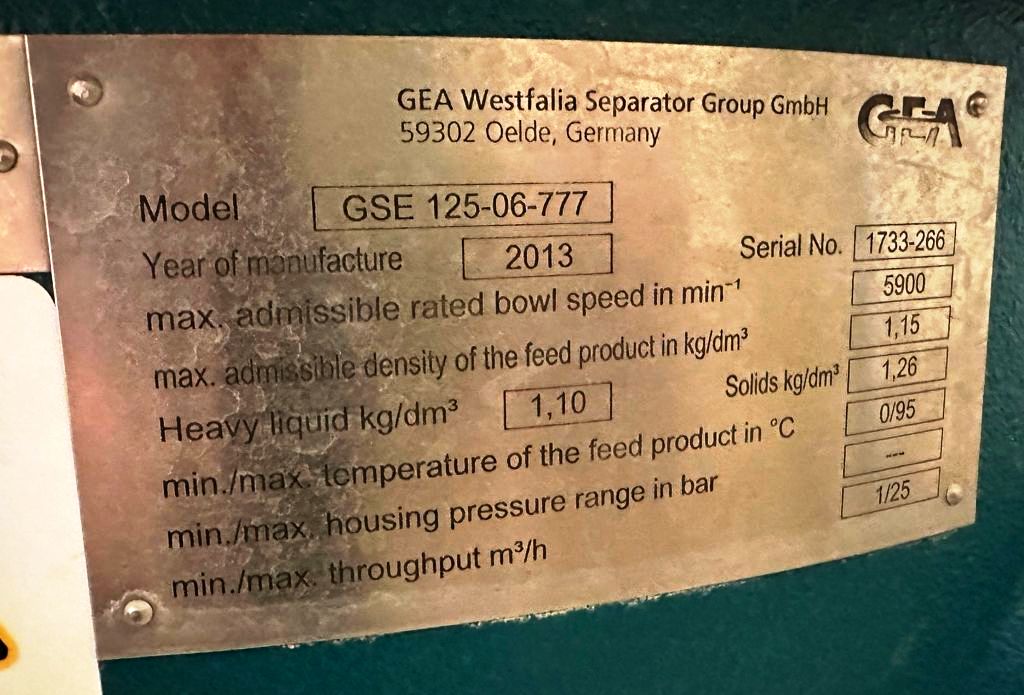 GEA Westfalia Separator Group GmbH
59302 Oelde, Germany
GEA
Model GSE 125-06-777
Year of manufacture 2013 Serial No. 1733-266
max. admissible rated bowl speed in min⁻¹ 5900
max. admissible density of the feed product in kg/dm³ 1,15
Heavy liquid kg/dm³ 1,10 Solids kg/dm³ 1,26
min./max. temperature of the feed product in °C 0/95
min./max. housing pressure range in bar ---
min./max. throughput m³/h 1/25